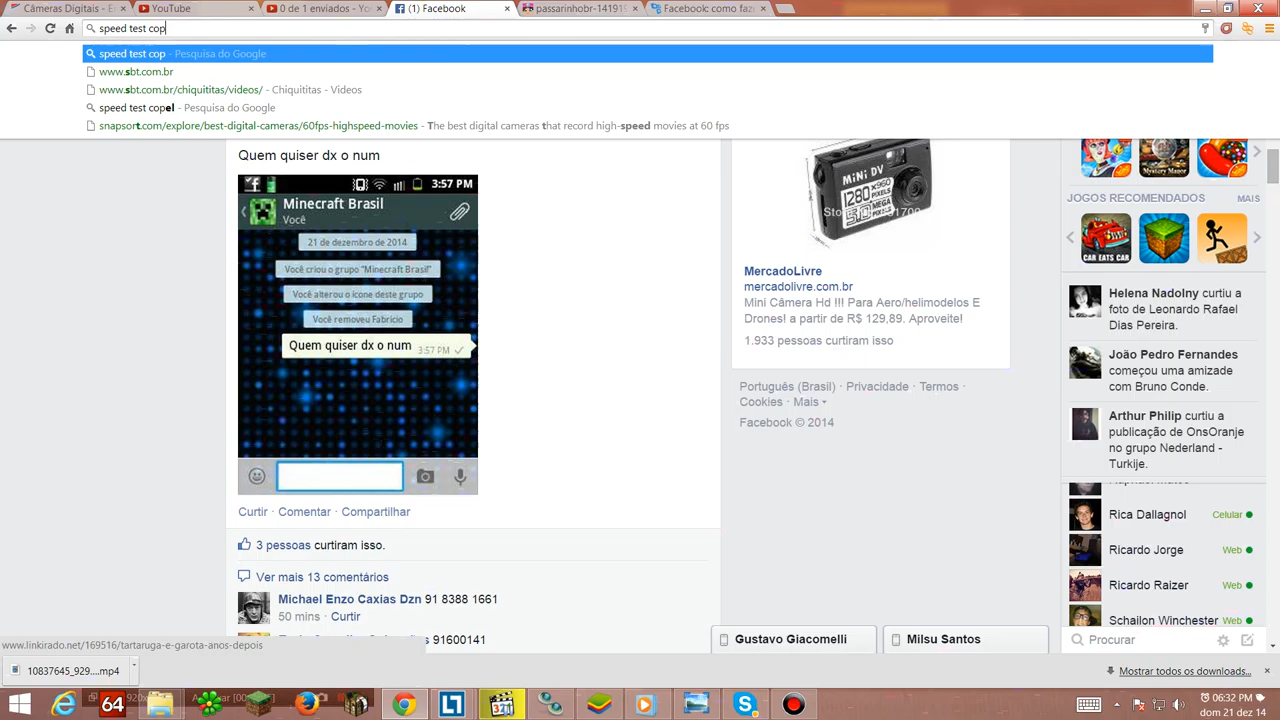 Câmeras Digitais - E
YouTube
0 de 1 enviados - Yo
(1) Facebook
passarinhobr-141919
Facebook: como faze
speed test cop
speed test cop - Pesquisa do Google
www.sbt.com.br
www.sbt.com.br/chiquititas/videos/ - Chiquititas - Videos
speed test copel - Pesquisa do Google
snapsort.com/explore/best-digital-cameras/60fps-highspeed-movies - The best digital cameras that record high-speed movies at 60 fps
Quem quiser dx o num
3:57 PM
Minecraft Brasil
Você
21 de dezembro de 2014
Você criou o grupo "Minecraft Brasil"
Você alterou o ícone deste grupo
Você removeu Fabrício
Quem quiser dx o num 3:57 PM
Curtir · Comentar · Compartilhar
3 pessoas curtiram isso.
Ver mais 13 comentários
Michael Enzo Caxias Dzn 91 8388 1661
50 mins · Curtir
91600141
MiNi DV
1280X960
PIXELS
5.0 MEGA
PIXELS
MercadoLivre
mercadolivre.com.br
Mini Câmera Hd !!! Para Aero/helimodelos E
Drones! a partir de R$ 129,89. Aproveite!
1.933 pessoas curtiram isso
Português (Brasil) · Privacidade · Termos ·
Cookies · Mais
Facebook © 2014
JOGOS RECOMENDADOS MAIS
CAR EATS CAR
Helena Nadolny curtiu a
foto de Leonardo Rafael
Dias Pereira.
João Pedro Fernandes
começou uma amizade
com Bruno Conde.
Arthur Philip curtiu a
publicação de OnsOranje
no grupo Nederland -
Turkije.
Rica Dallagnol Celular
Ricardo Jorge Web
Ricardo Raizer Web
Schailon Winchester Web
Procurar
Gustavo Giacomelli
Milsu Santos
www.linkirado.net/169516/tartaruga-e-garota-anos-depois
10837645_929....mp4
Mostrar todos os downloads...
64
321
06:32 PM
dom 21 dez 14